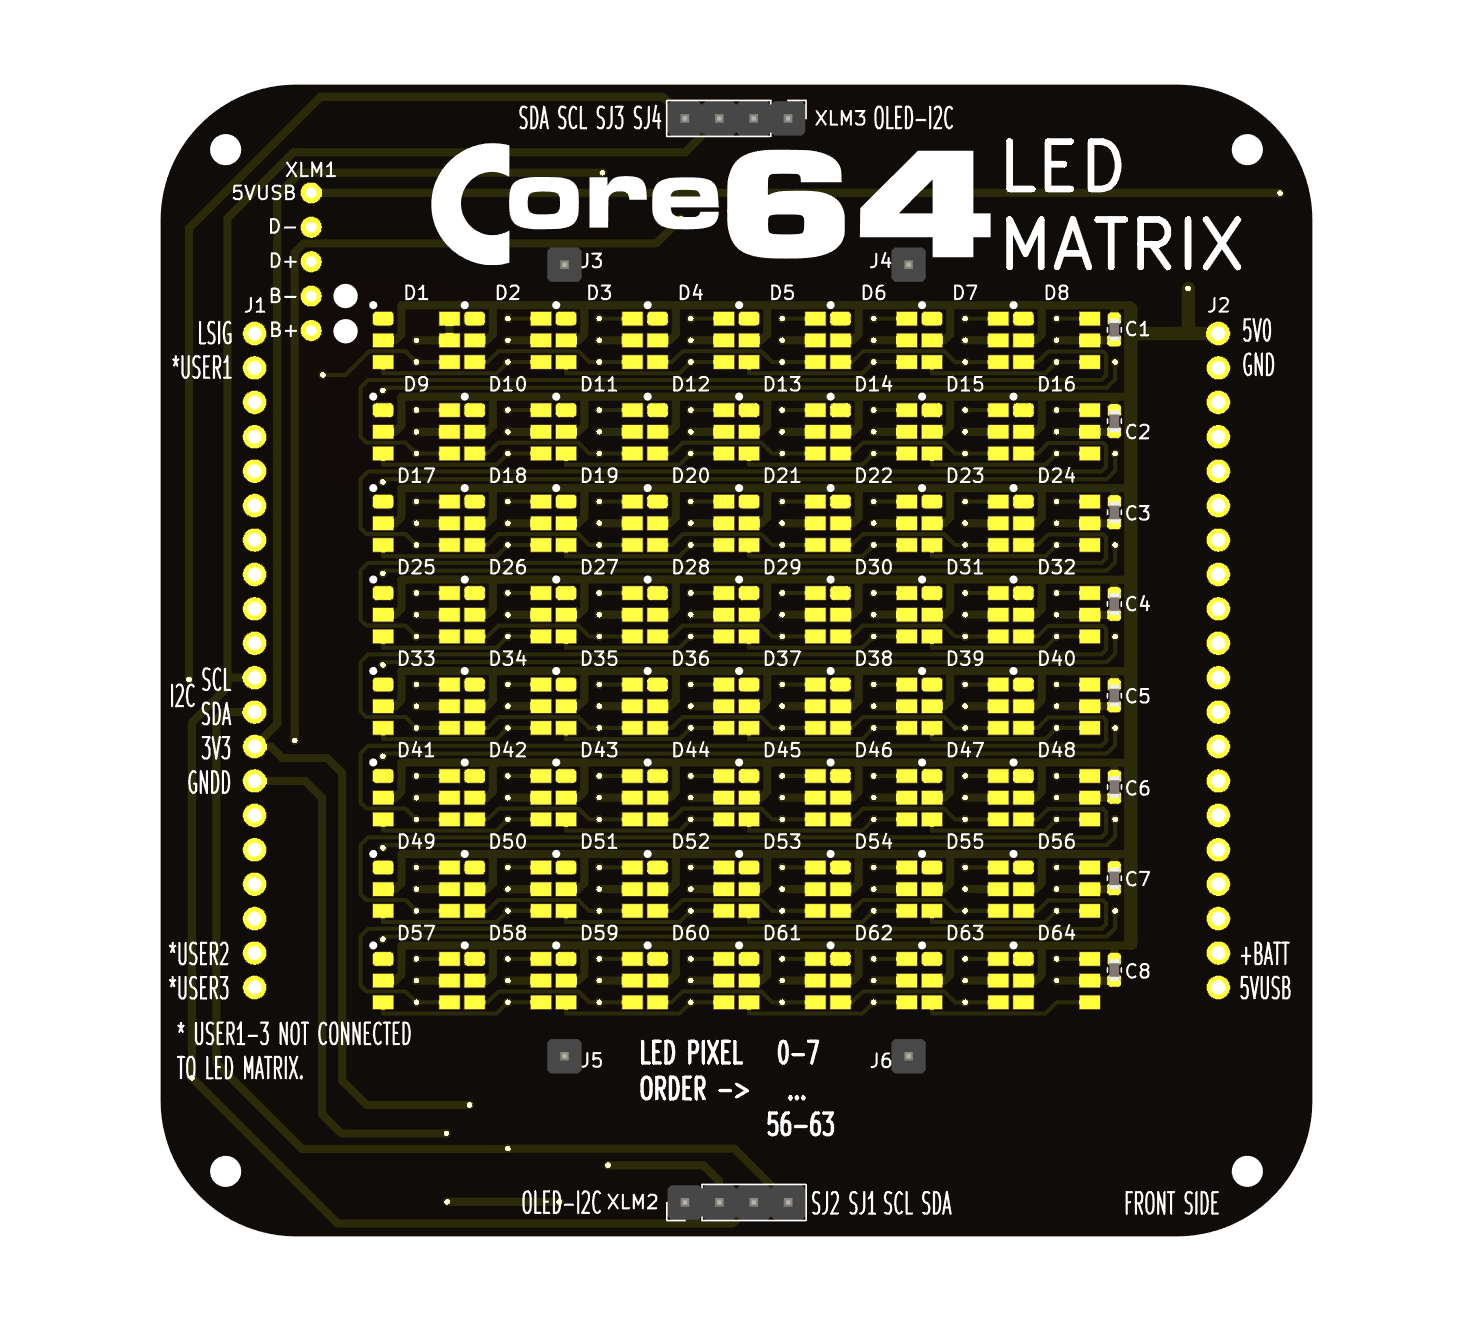 SDA SCL SJ3 SJ4 XLM3 OLED-I2C
Core64 LED
MATRIX
XLM1
5VUSB
D-
D+
B-
B+
J3 J4
J1 J2
LSIG
*USER1
5V0
GND
D1 D2 D3 D4 D5 D6 D7 D8
C1
D9 D10 D11 D12 D13 D14 D15 D16
C2
D17 D18 D19 D20 D21 D22 D23 D24
C3
D25 D26 D27 D28 D29 D30 D31 D32
C4
D33 D34 D35 D36 D37 D38 D39 D40
C5
D41 D42 D43 D44 D45 D46 D47 D48
C6
D49 D50 D51 D52 D53 D54 D55 D56
C7
D57 D58 D59 D60 D61 D62 D63 D64
C8
I2C SCL
SDA
3V3
GNDD
*USER2
*USER3
+BATT
5VUSB
* USER1-3 NOT CONNECTED
TO LED MATRIX.
J5 J6
LED PIXEL 0-7
ORDER -> ...
56-63
OLED-I2C XLM2 SJ2 SJ1 SCL SDA
FRONT SIDE